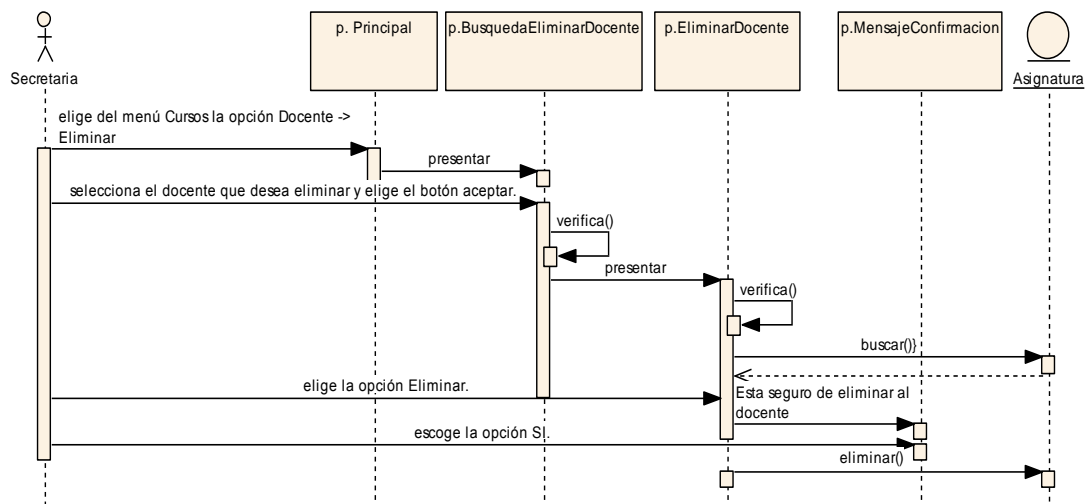 p. Principal
p.BusquedaEliminarDocente
p.EliminarDocente
p.MensajeConfirmacion
Secretaria
Asignatura
elige del menú Cursos la opción Docente ->
Eliminar
presentar
selecciona el docente que desea eliminar y elige el botón aceptar.
verifica()
presentar
verifica()
buscar()}
elige la opción Eliminar.
Esta seguro de eliminar al
docente
escoge la opción SI.
eliminar()